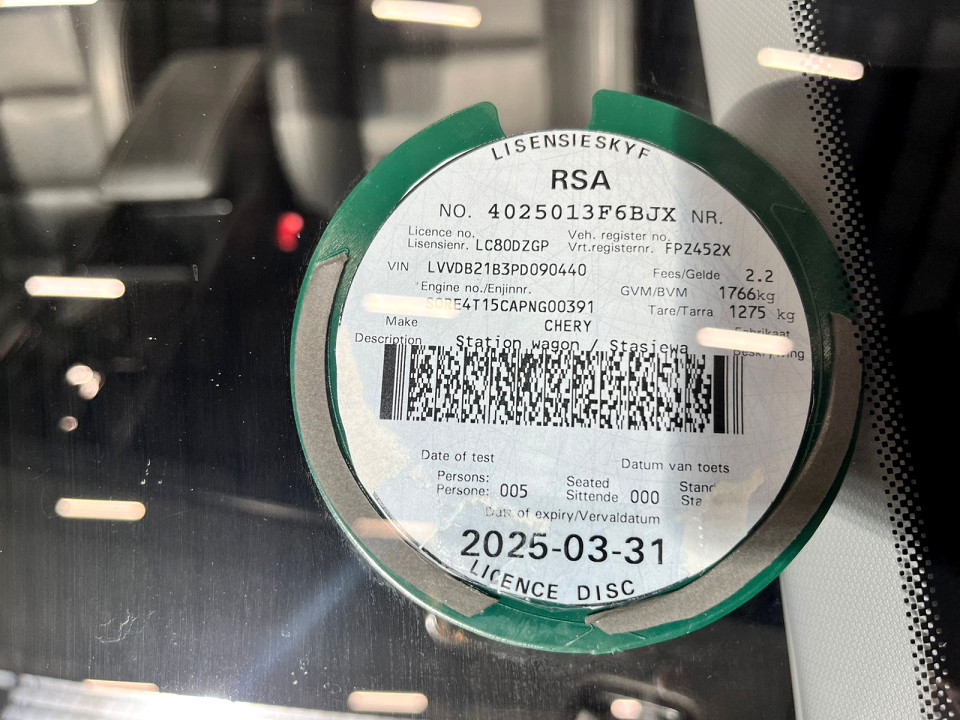 LISENSIESKYF
RSA
NO. 4025013F6BJX NR.
Licence no. Veh. register no.
Lisensienr. LC80DZGP Vrt.registernr. FPZ452X
VIN LVVDB21B3PD090440 Fees/Gelde 2.2
Engine no./Enjinnr. GVM/BVM 1766kg
SQRE4T15CAPNG00391 Tare/Tarra 1275 kg
Make CHERY Fabrikaat
Description Station wagon / Stasiewa
Date of test Datum van toets
Persons: Seated
Persone: 005 Sittende 000
Date of expiry/Vervaldatum
2025-03-31
LICENCE DISC